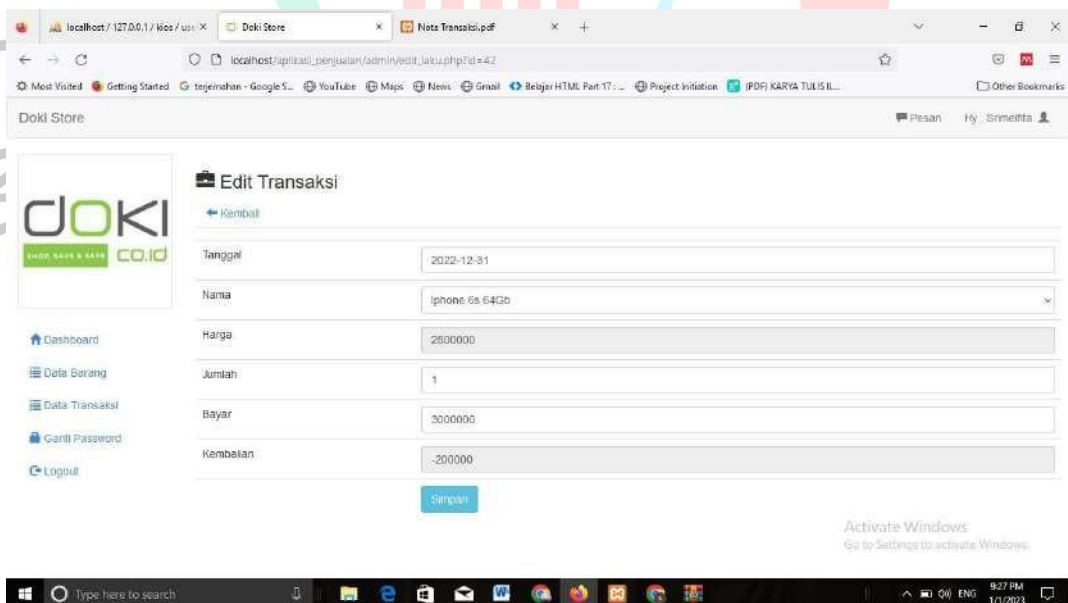 localhost / 127.0.0.1 / kios / us
Doki Store
Nota Transaksi.pdf
localhost/aplikasi_penjualan/admin/edit_laku.php?id=42
Most Visited Getting Started terjemahan - Google S... YouTube Maps News Gmail Belajar HTML Part 17 : ... Project Initiation (PDF) KARYA TULIS IL... Other Bookmarks
Doki Store Pesan Hy , Srimelfita
doki
SHOP, SAVE & SAFE CO.ID
Edit Transaksi
Kembali
Tanggal 2022-12-31
Nama Iphone 6s 64Gb
Harga 2800000
Jumlah 1
Bayar 3000000
Kembalian -200000
Simpan
Dashboard
Data Barang
Data Transaksi
Ganti Password
Logout
Activate Windows
Go to Settings to activate Windows.
Type here to search
ENG
9:27 PM
1/1/2023